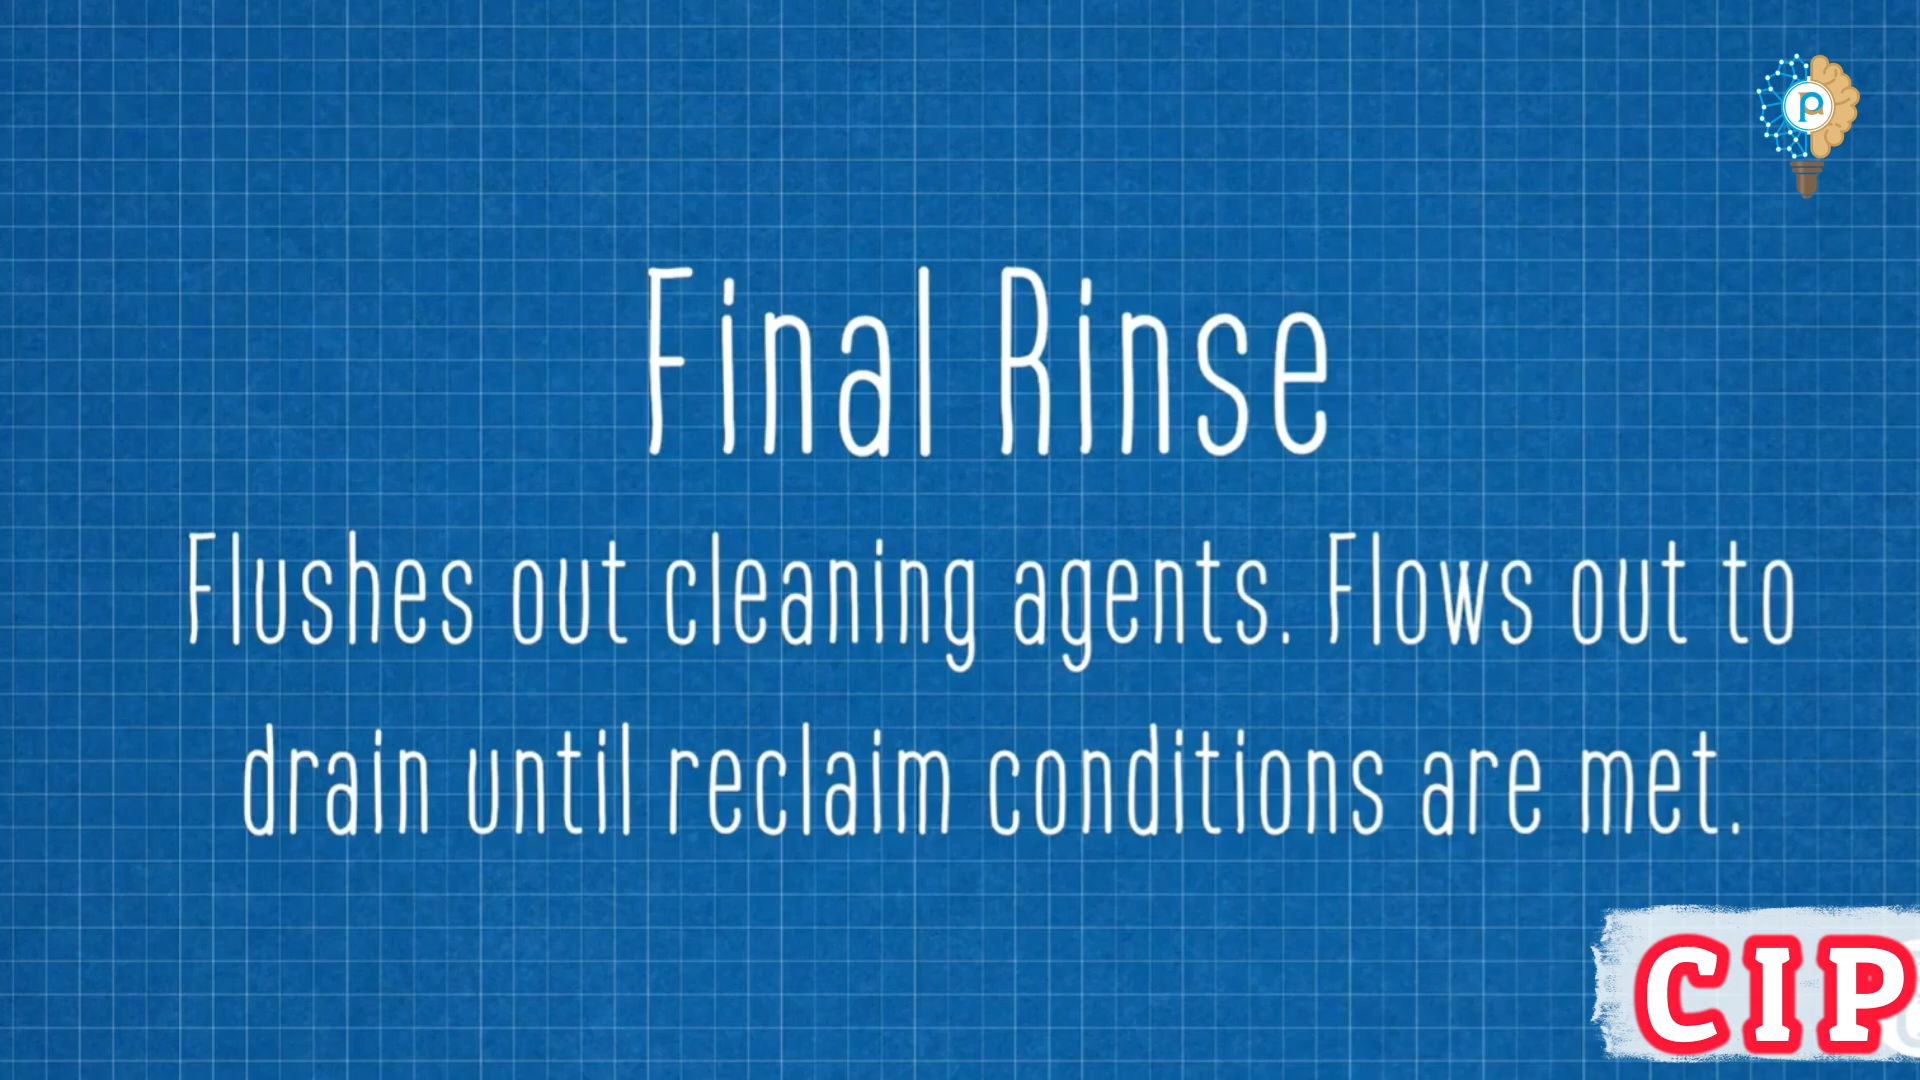 P
Final Rinse
Flushes out cleaning agents. Flows out to
drain until reclaim conditions are met.
CIP